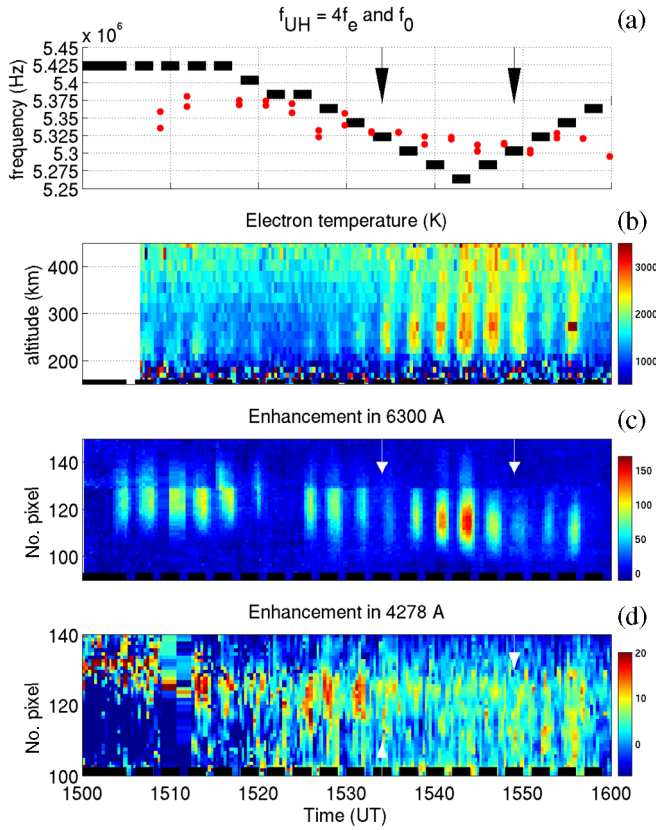 f_UH = 4f_e and f_0
(a)
× 10^6
5.45
5.425
5.4
5.375
5.35
5.325
5.3
5.275
5.25
frequency (Hz)
Electron temperature (K)
(b)
400
300
200
altitude (km)
3000
2000
1000
Enhancement in 6300 A
(c)
140
120
100
No. pixel
150
100
50
0
Enhancement in 4278 A
(d)
140
120
100
No. pixel
20
10
0
1500 1510 1520 1530 1540 1550 1600
Time (UT)